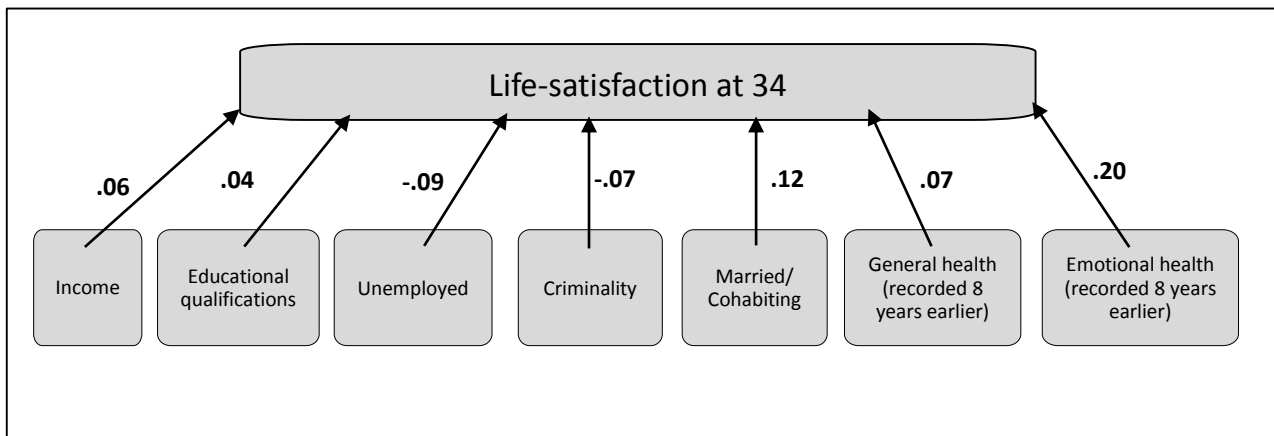 Life-satisfaction at 34
.06
.04
-.09
-.07
.12
.07
.20
Income
Educational
qualifications
Unemployed
Criminality
Married/
Cohabiting
General health
(recorded 8
years earlier)
Emotional health
(recorded 8 years
earlier)